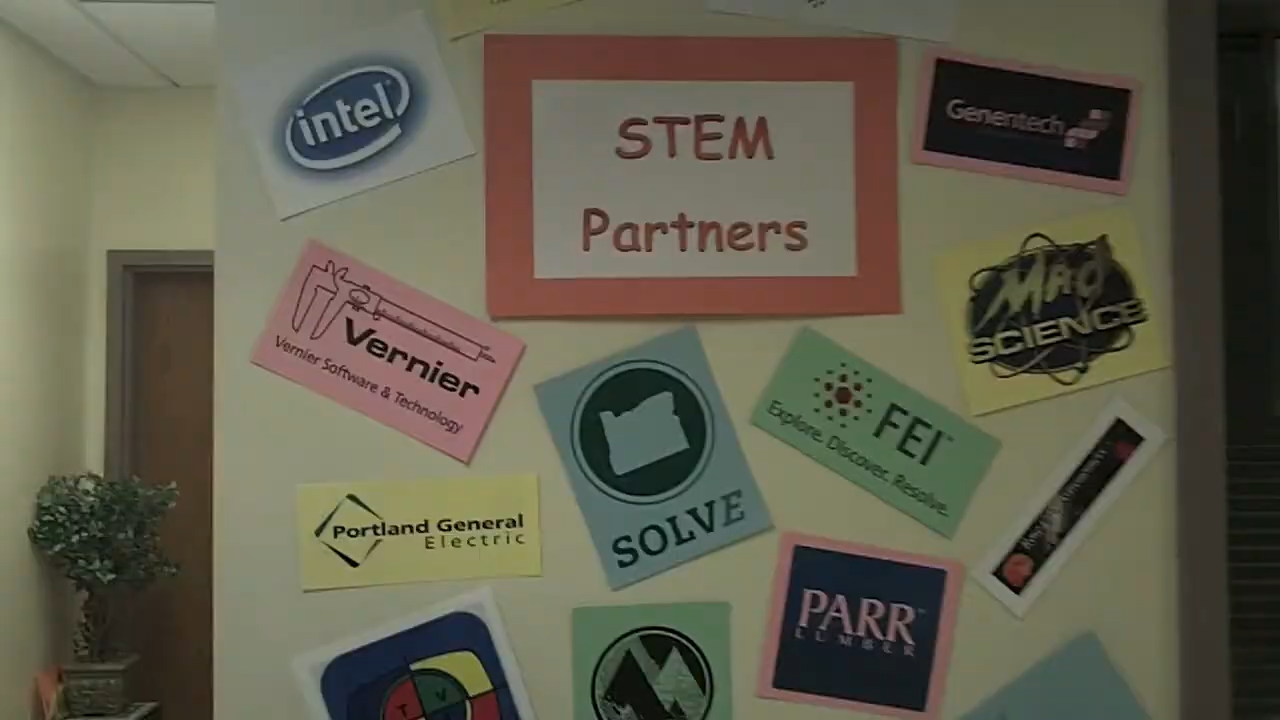 intel
STEM
Partners
Genentech
Mad
SCIENCE
Vernier
Vernier Software & Technology
FEI
Explore. Discover. Resolve.
SOLVE
Portland General
Electric
PARR
LUMBER
T V